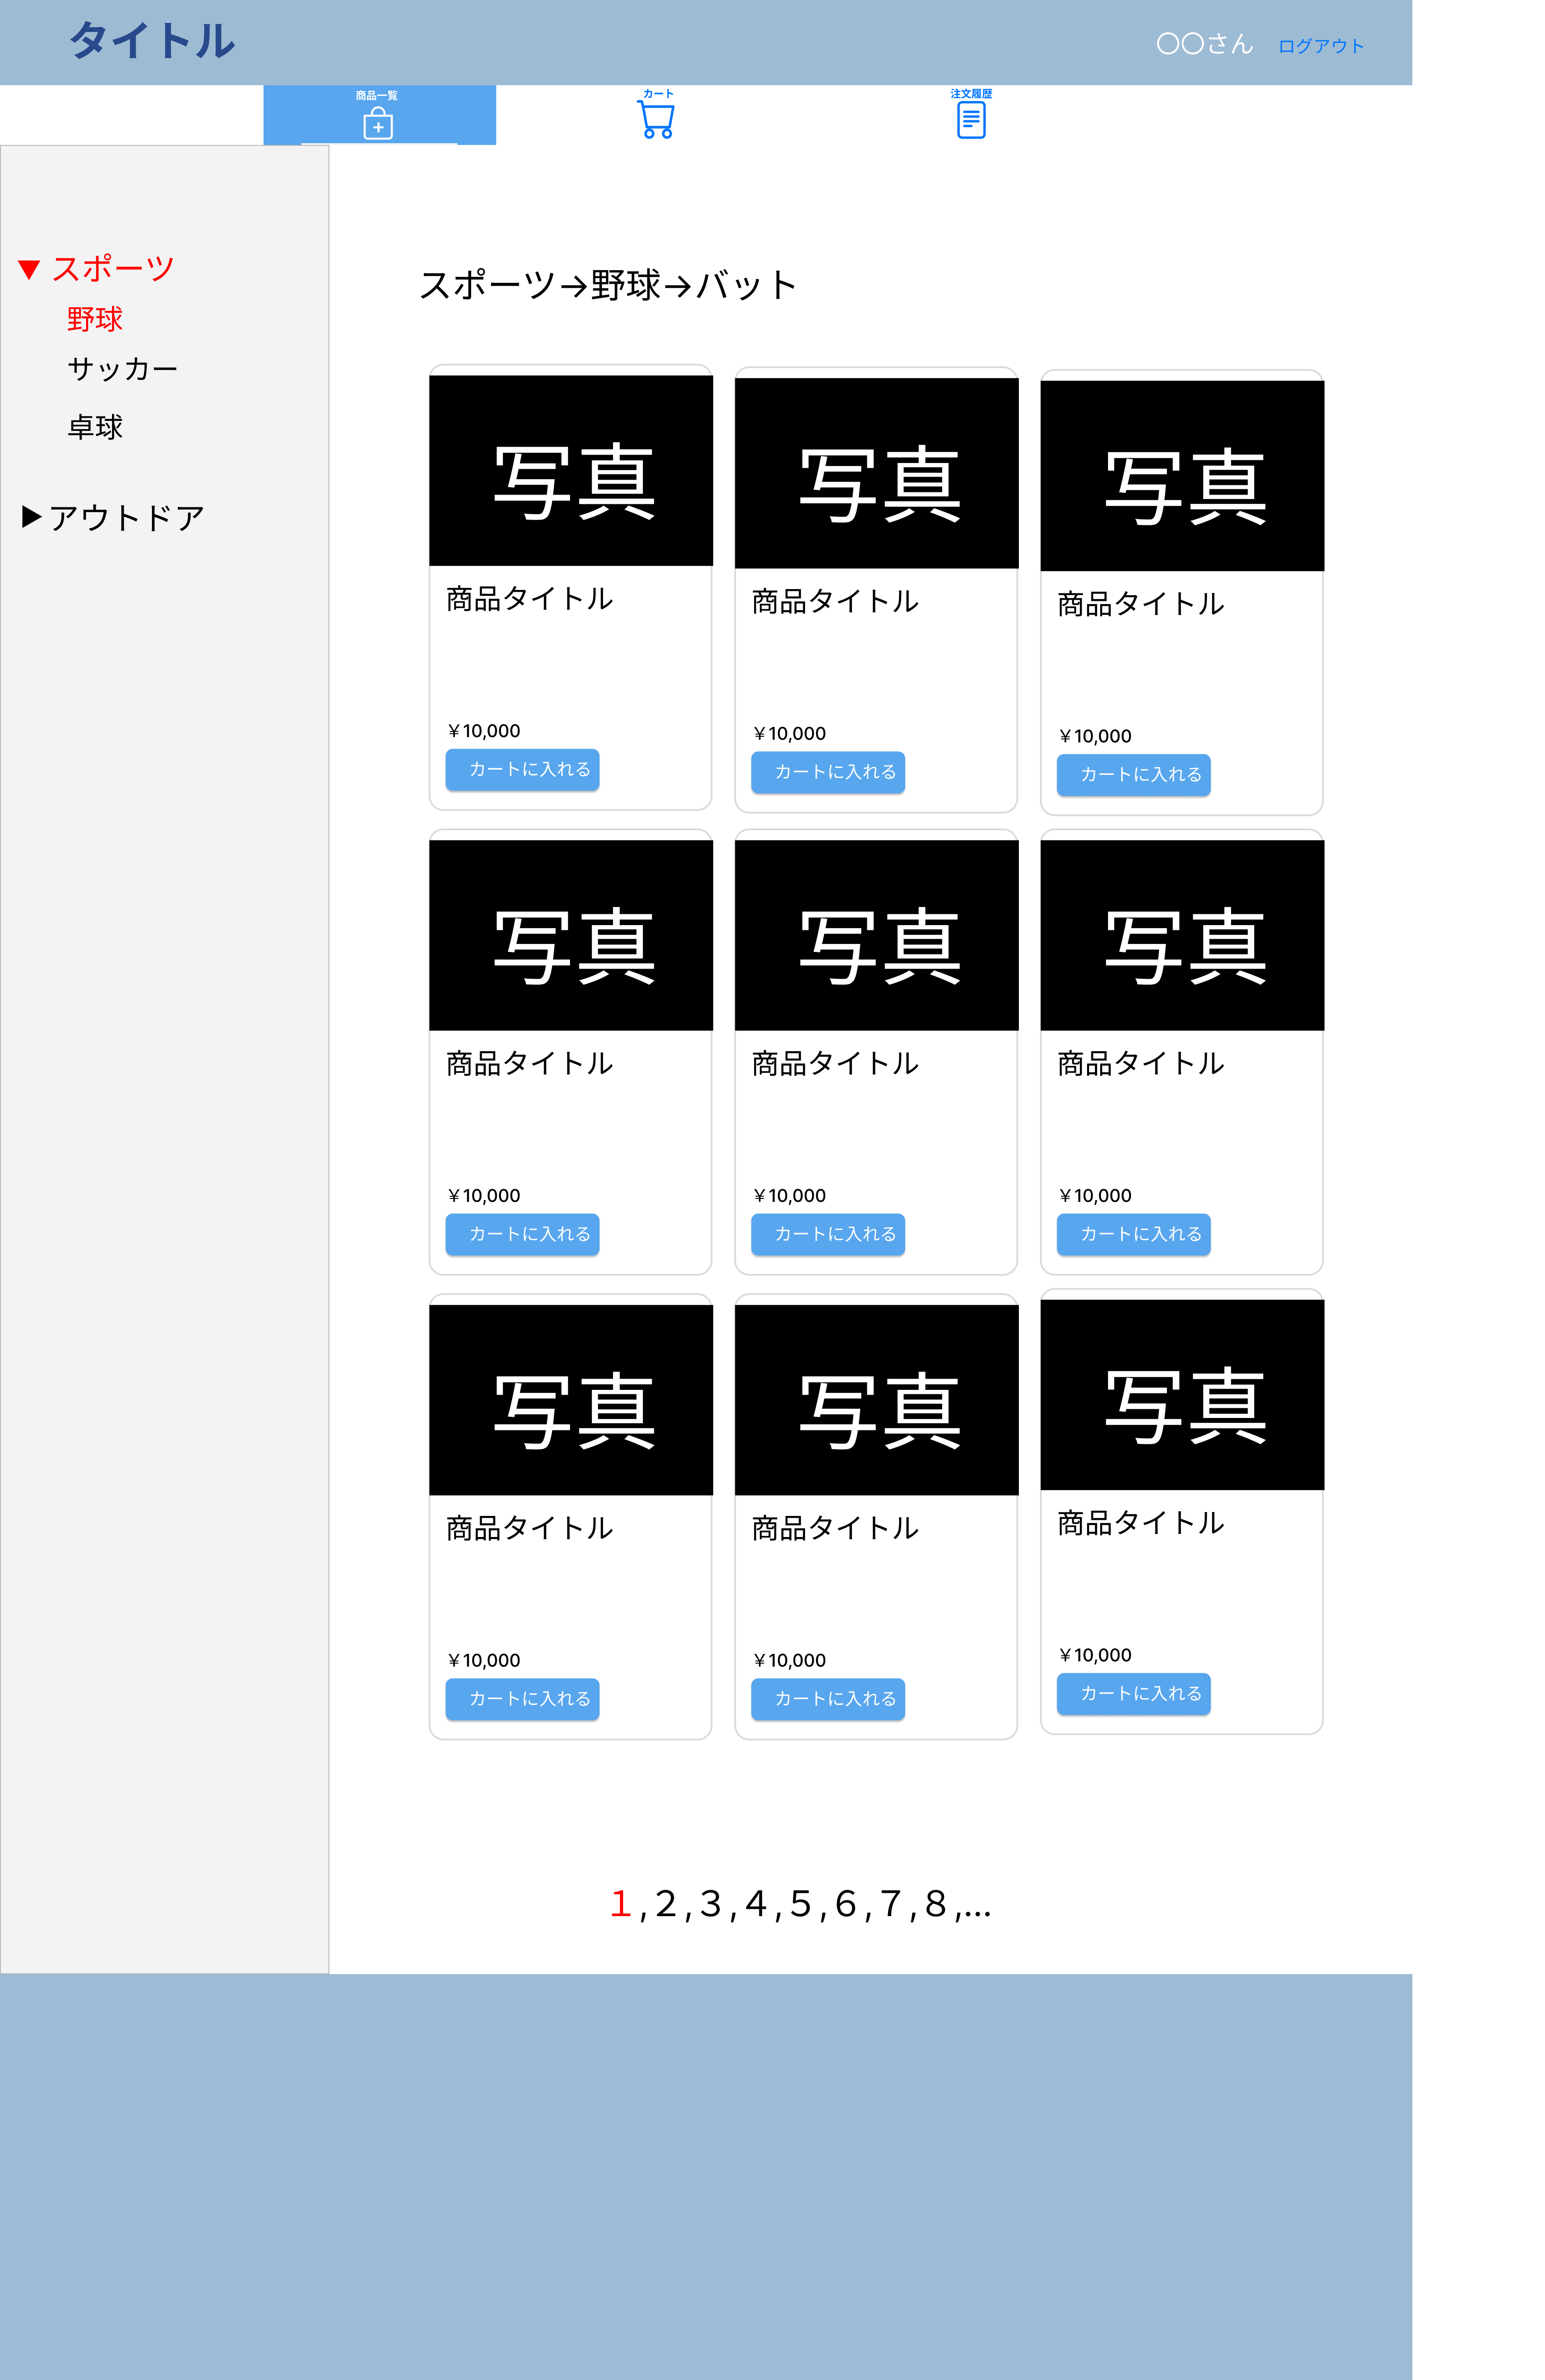 タイトル
〇〇さん ログアウト
商品一覧 カート 注文履歴
▼ スポーツ
野球
サッカー
卓球
▶アウトドア
スポーツ→野球→バット
写真 写真 写真
商品タイトル 商品タイトル 商品タイトル
￥10,000 ￥10,000 ￥10,000
カートに入れる カートに入れる カートに入れる
写真 写真 写真
商品タイトル 商品タイトル 商品タイトル
￥10,000 ￥10,000 ￥10,000
カートに入れる カートに入れる カートに入れる
写真 写真 写真
商品タイトル 商品タイトル 商品タイトル
￥10,000 ￥10,000 ￥10,000
カートに入れる カートに入れる カートに入れる
１,２,３,４,５,６,７,８,...